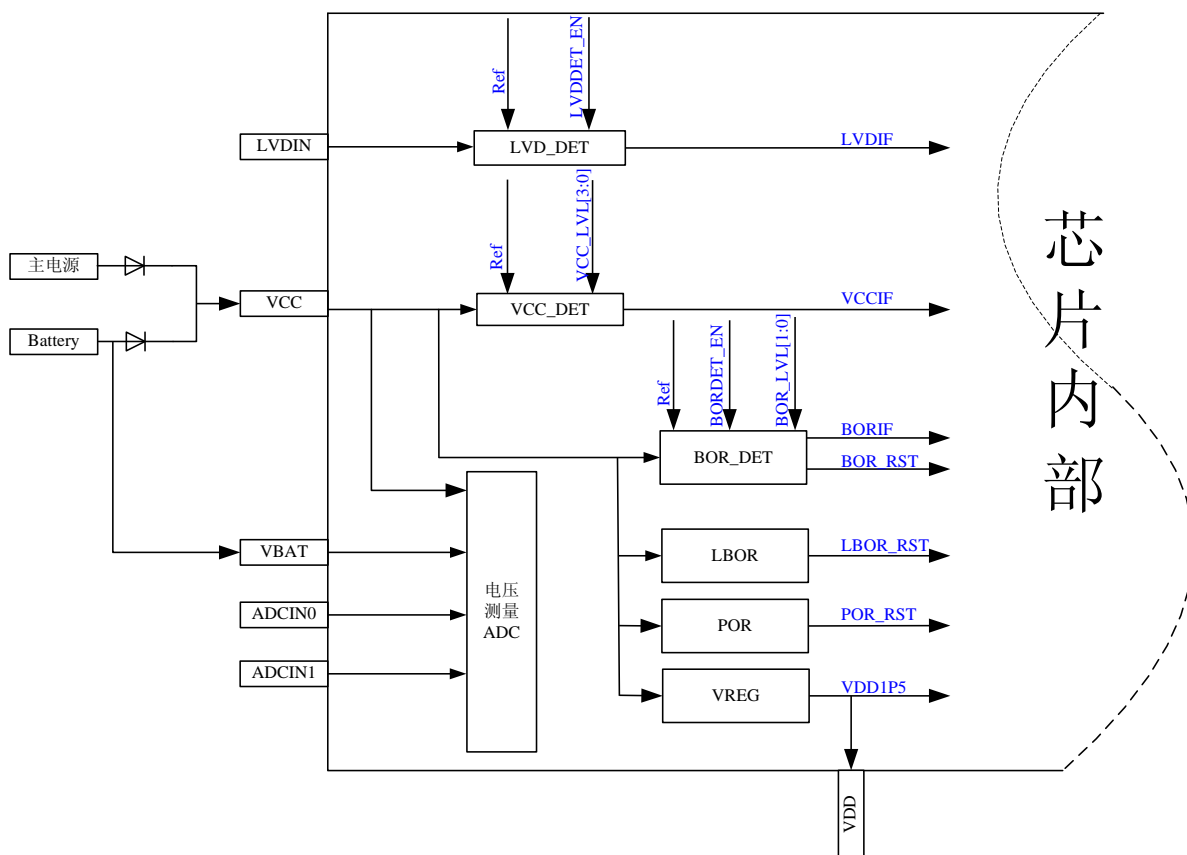 Ref
LVDDET_EN
LVDIN
LVD_DET
LVDIF
Ref
VCC_LVL[3:0]
主电源
VCC
VCC_DET
VCCIF
Battery
Ref
BORDET_EN
BOR_LVL[1:0]
BOR_DET
BORIF
BOR_RST
VBAT
ADCIN0
ADCIN1
电压
测量
ADC
LBOR
LBOR_RST
POR
POR_RST
VREG
VDD1P5
VDD
芯
片
内
部